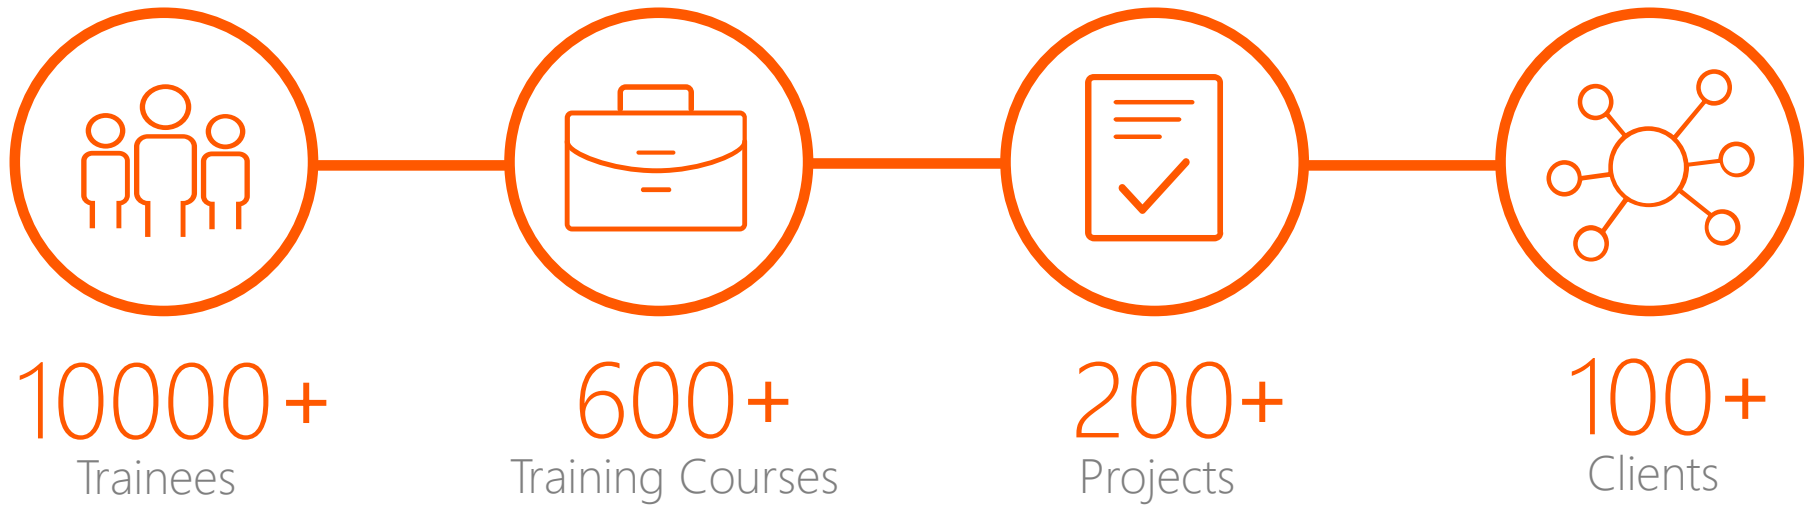 10000+
Trainees
600+
Training Courses
200+
Projects
100+
Clients